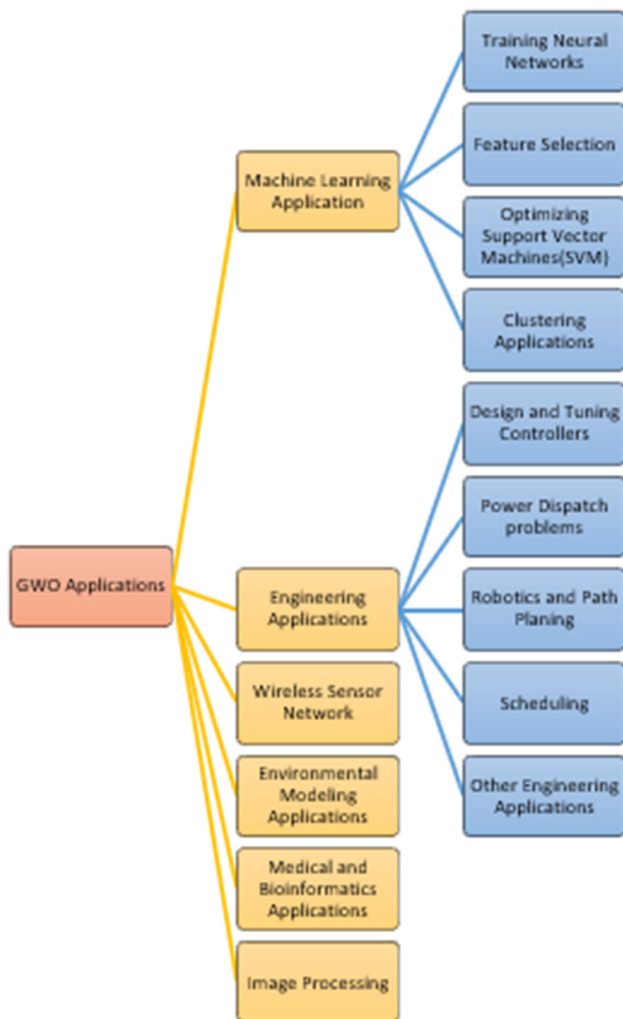 Training Neural
Networks
Feature Selection
Machine Learning
Application
Optimizing
Support Vector
Machines(SVM)
Clustering
Applications
Design and Tuning
Controllers
Power Dispatch
problems
GWO Applications
Engineering
Applications
Robotics and Path
Planing
Wireless Sensor
Network
Scheduling
Environmental
Modeling
Applications
Other Engineering
Applications
Medical and
Bioinformatics
Applications
Image Processing